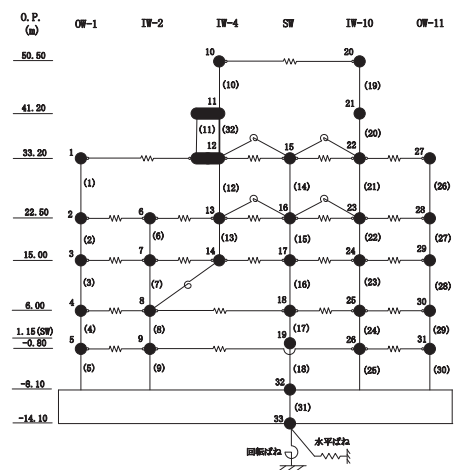 O.P.
(m)
OW-1 IW-2 IW-4 SW IW-10 OW-11
50.50 10 20
(10) (19)
41.20 11 21
(11) (32) (20)
33.20 1 12 15 22 27
(1) (12) (14) (21) (26)
22.50 2 6 13 16 23 28
(2) (6) (13) (15) (22) (27)
15.00 3 7 14 17 24 29
(3) (7) (16) (23) (28)
6.00 4 8 18 25 30
(4) (8) (17) (24) (29)
1.15(SW) 19
-0.80 5 9 26 31
(5) (9) (18) (25) (30)
-8.10 32
(31)
-14.10 33
回転ばね 水平ばね